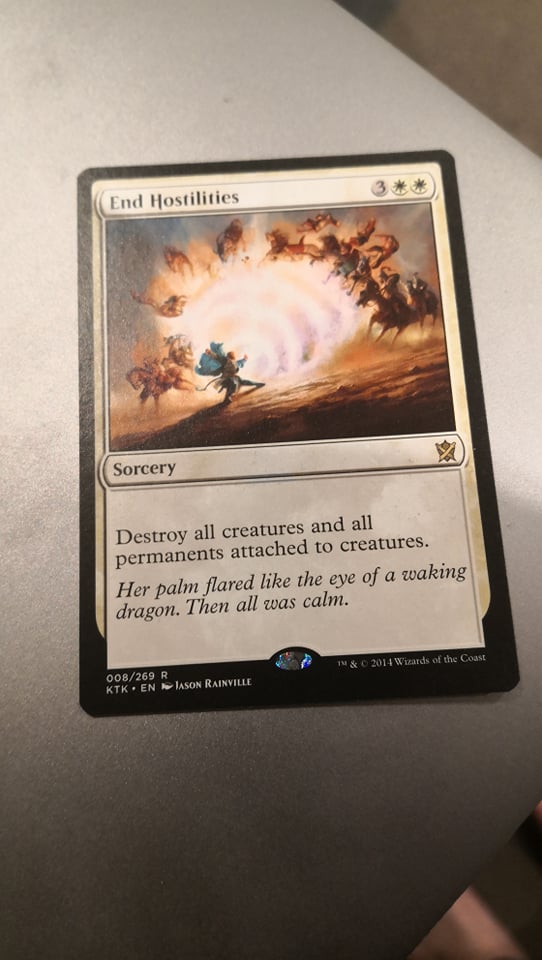 End Hostilities 3
Sorcery
Destroy all creatures and all
permanents attached to creatures.
Her palm flared like the eye of a waking
dragon. Then all was calm.
008/269 R
KTK • EN Jason Rainville
™ & © 2014 Wizards of the Coast